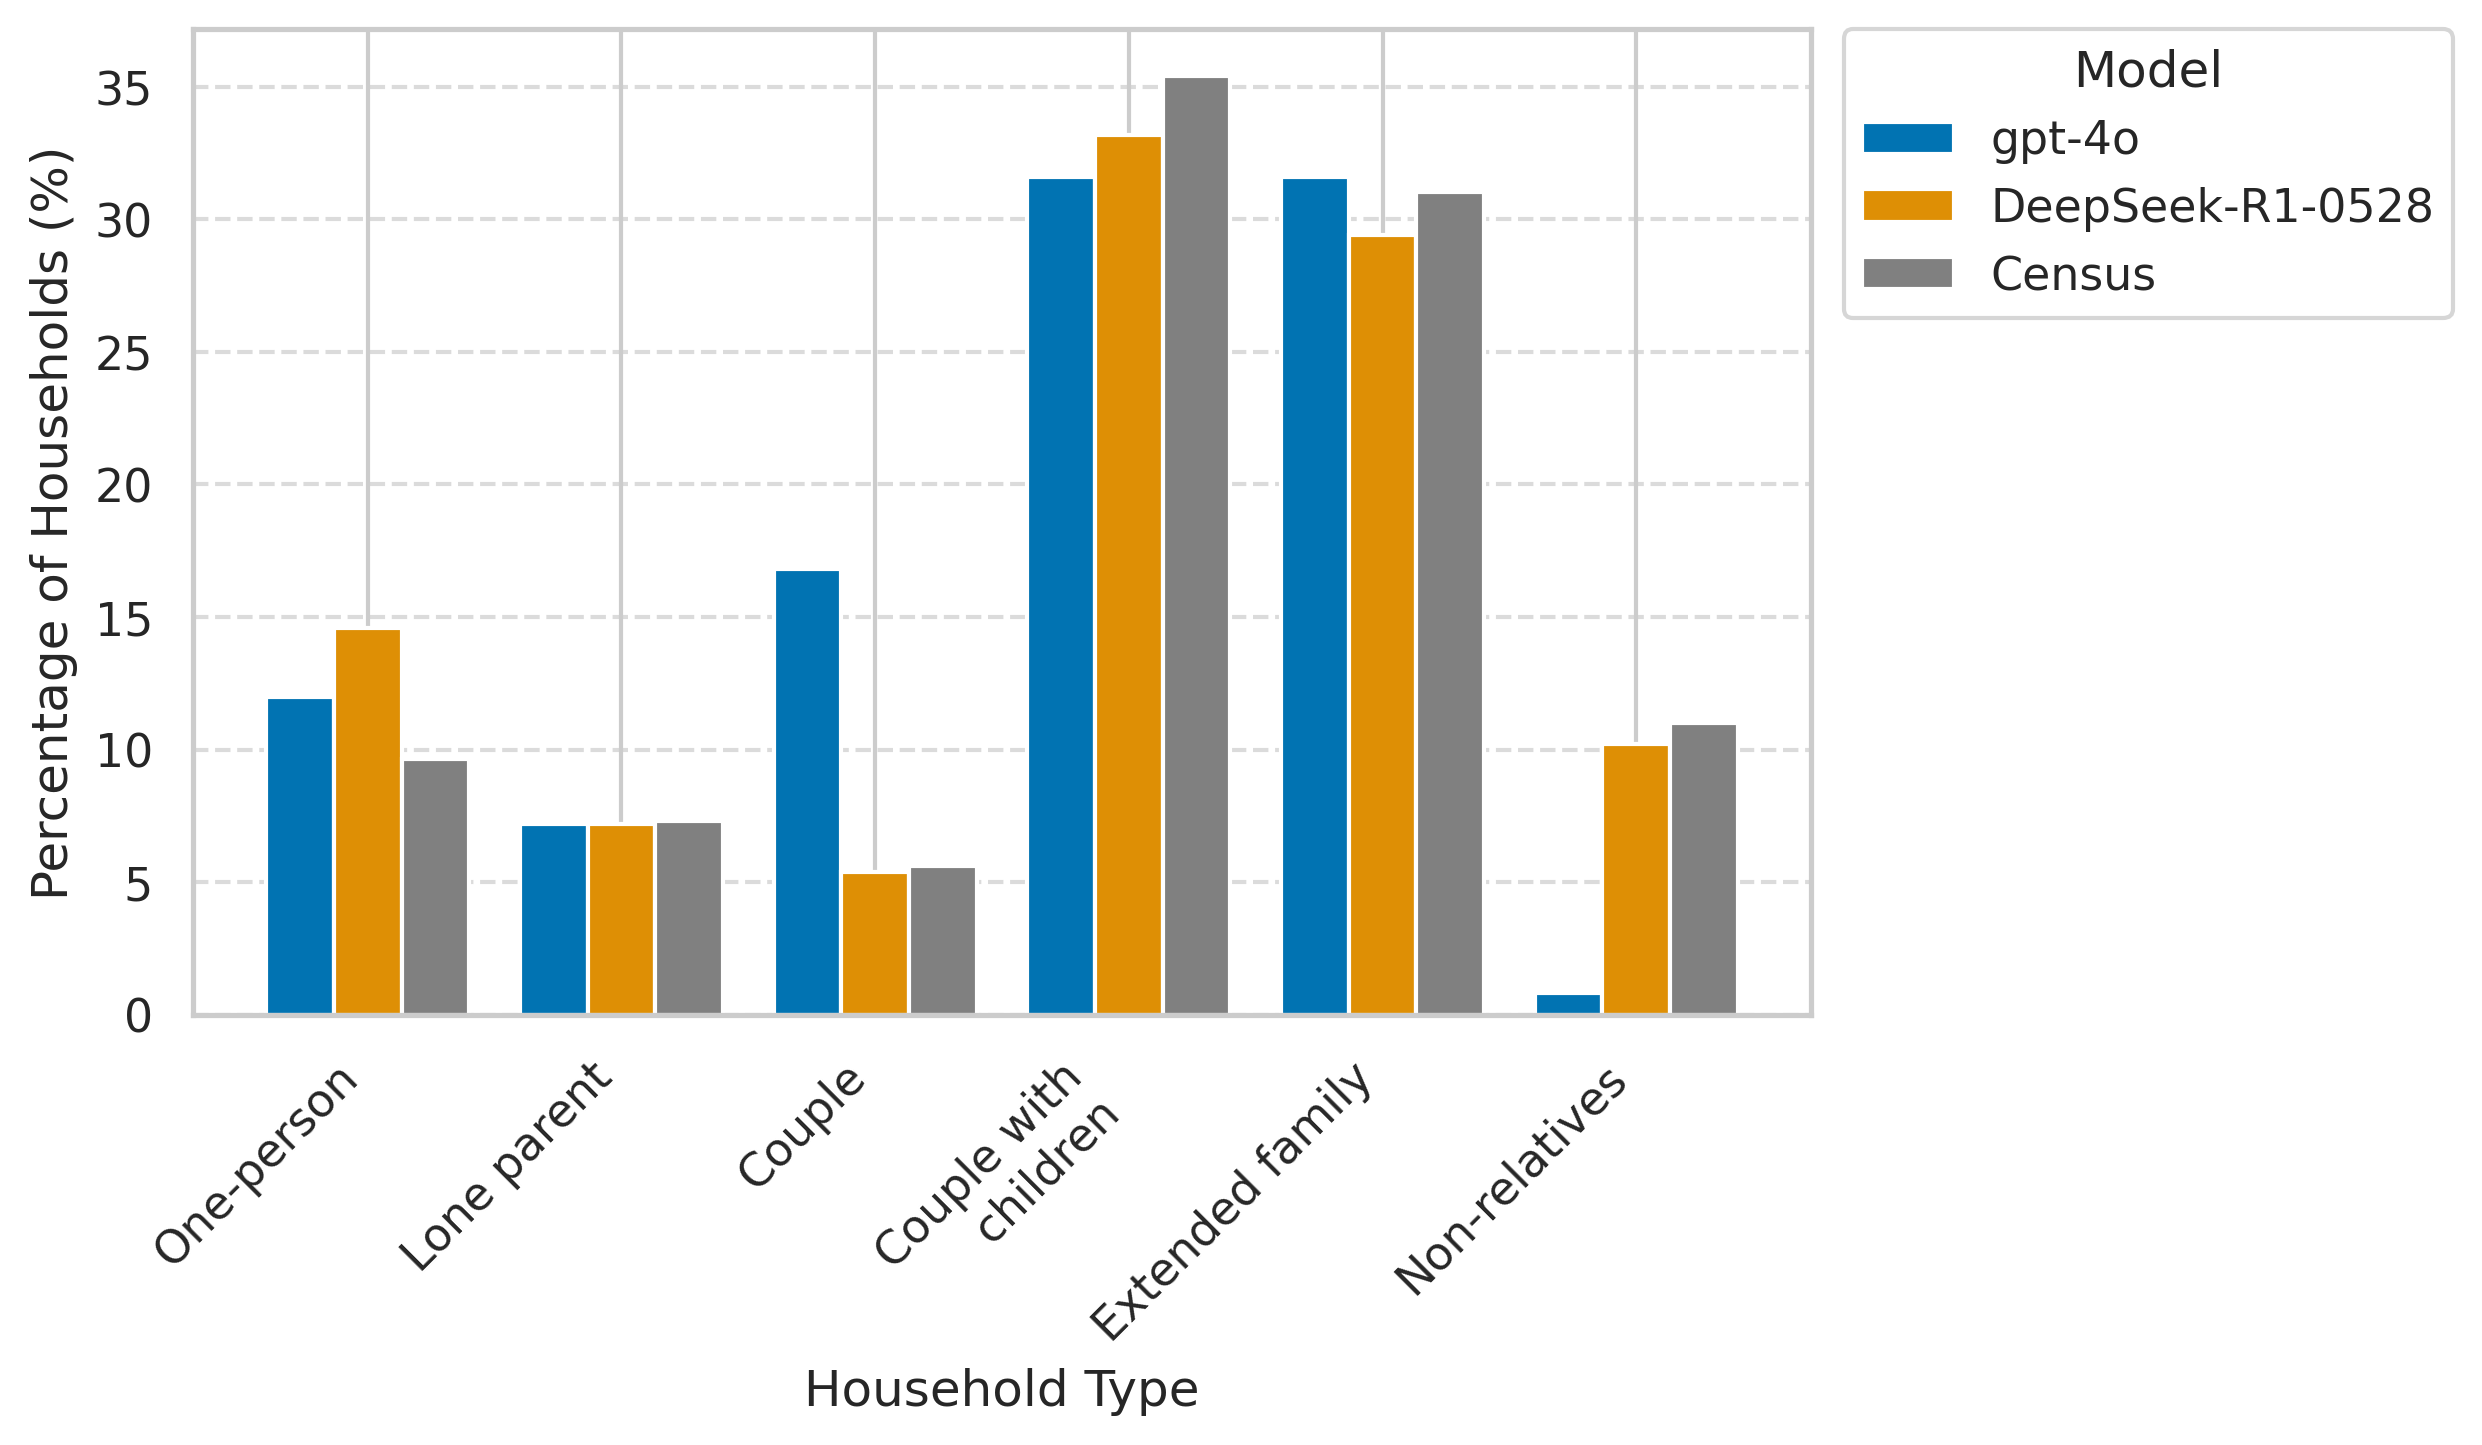 Percentage of Households (%)
35
30
25
20
15
10
5
0
One-person
Lone parent
Couple
Couple with
children
Extended family
Non-relatives
Household Type
Model
gpt-4o
DeepSeek-R1-0528
Census